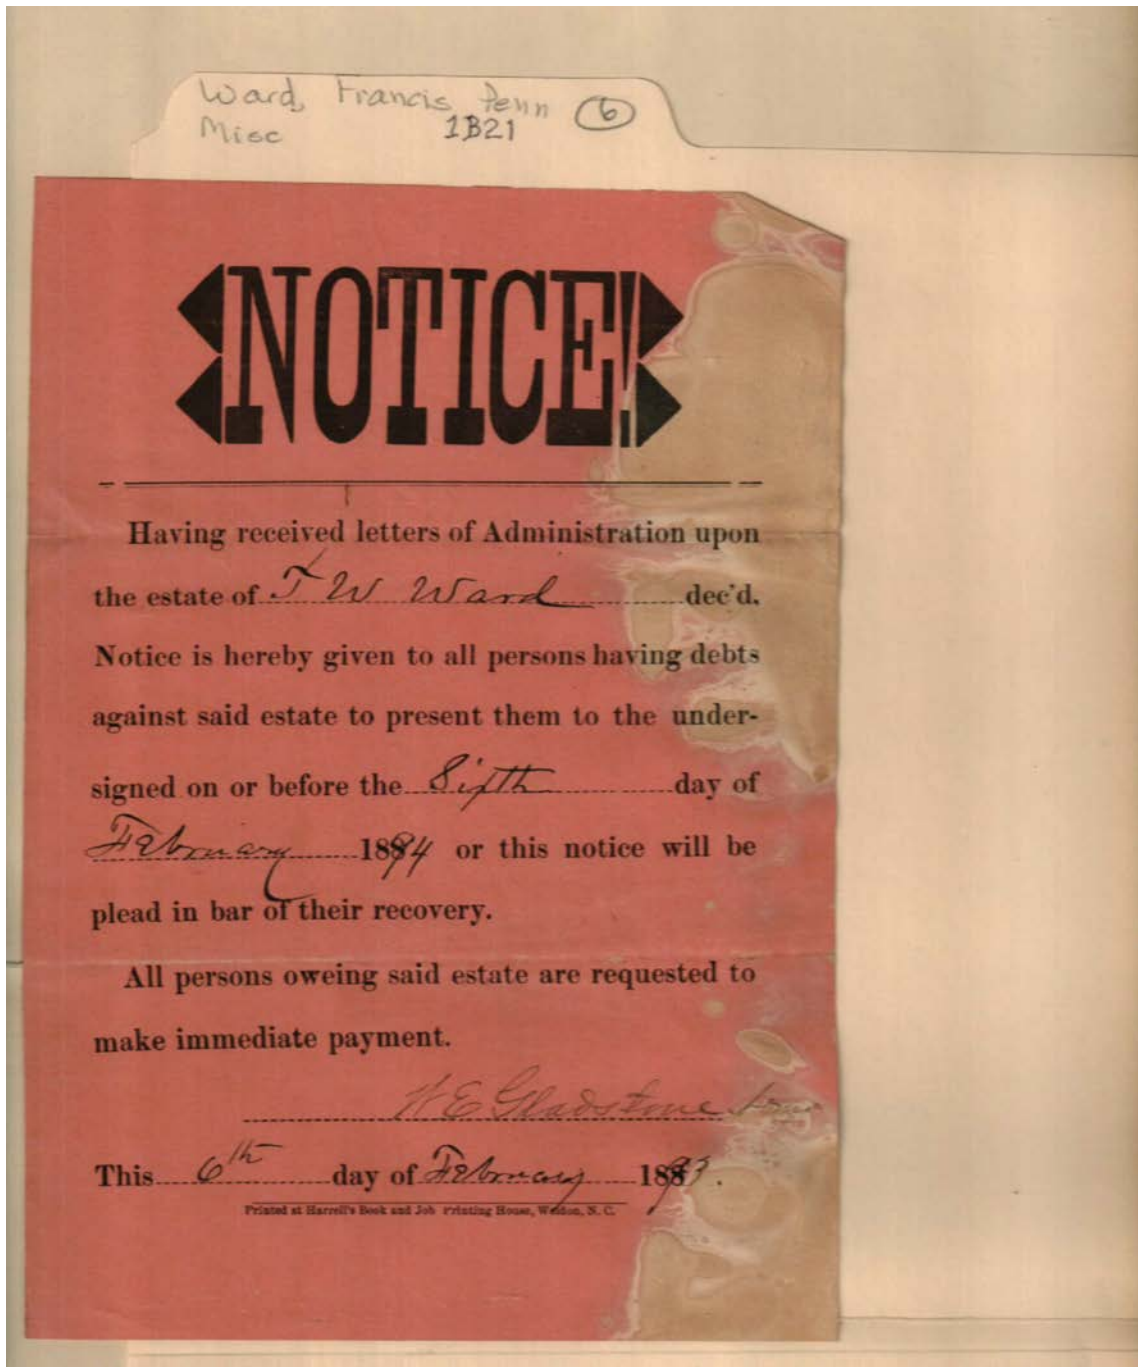 Ward, Francis Penn 6
Misc 1B21
NOTICE!
Having received letters of Administration upon
the estate of T W Ward dec'd.
Notice is hereby given to all persons having debts
against said estate to present them to the under-
signed on or before the Sixth day of
February 1894 or this notice will be
plead in bar of their recovery.
All persons oweing said estate are requested to
make immediate payment.
W E Gladstone
This 6th day of February 1893.
Printed at Harrell's Book and Job Printing House, Weldon, N. C.